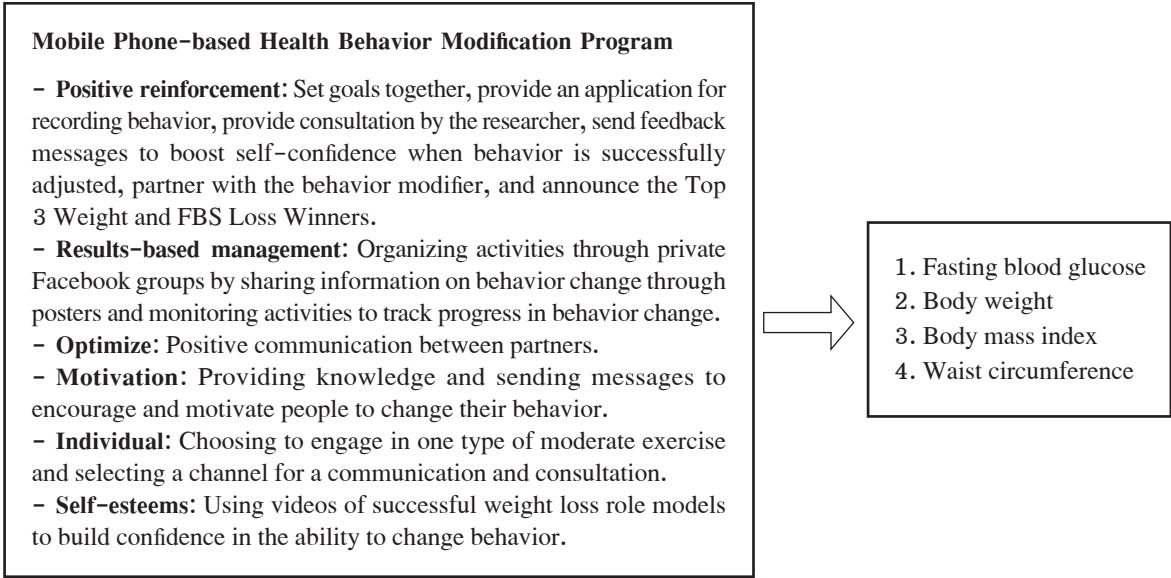 Mobile Phone-based Health Behavior Modification Program
- Positive reinforcement: Set goals together, provide an application for
recording behavior, provide consultation by the researcher, send feedback
messages to boost self-confidence when behavior is successfully
adjusted, partner with the behavior modifier, and announce the Top
3 Weight and FBS Loss Winners.
- Results-based management: Organizing activities through private
Facebook groups by sharing information on behavior change through
posters and monitoring activities to track progress in behavior change.
- Optimize: Positive communication between partners.
- Motivation: Providing knowledge and sending messages to
encourage and motivate people to change their behavior.
- Individual: Choosing to engage in one type of moderate exercise
and selecting a channel for a communication and consultation.
- Self-esteems: Using videos of successful weight loss role models
to build confidence in the ability to change behavior.
1. Fasting blood glucose
2. Body weight
3. Body mass index
4. Waist circumference